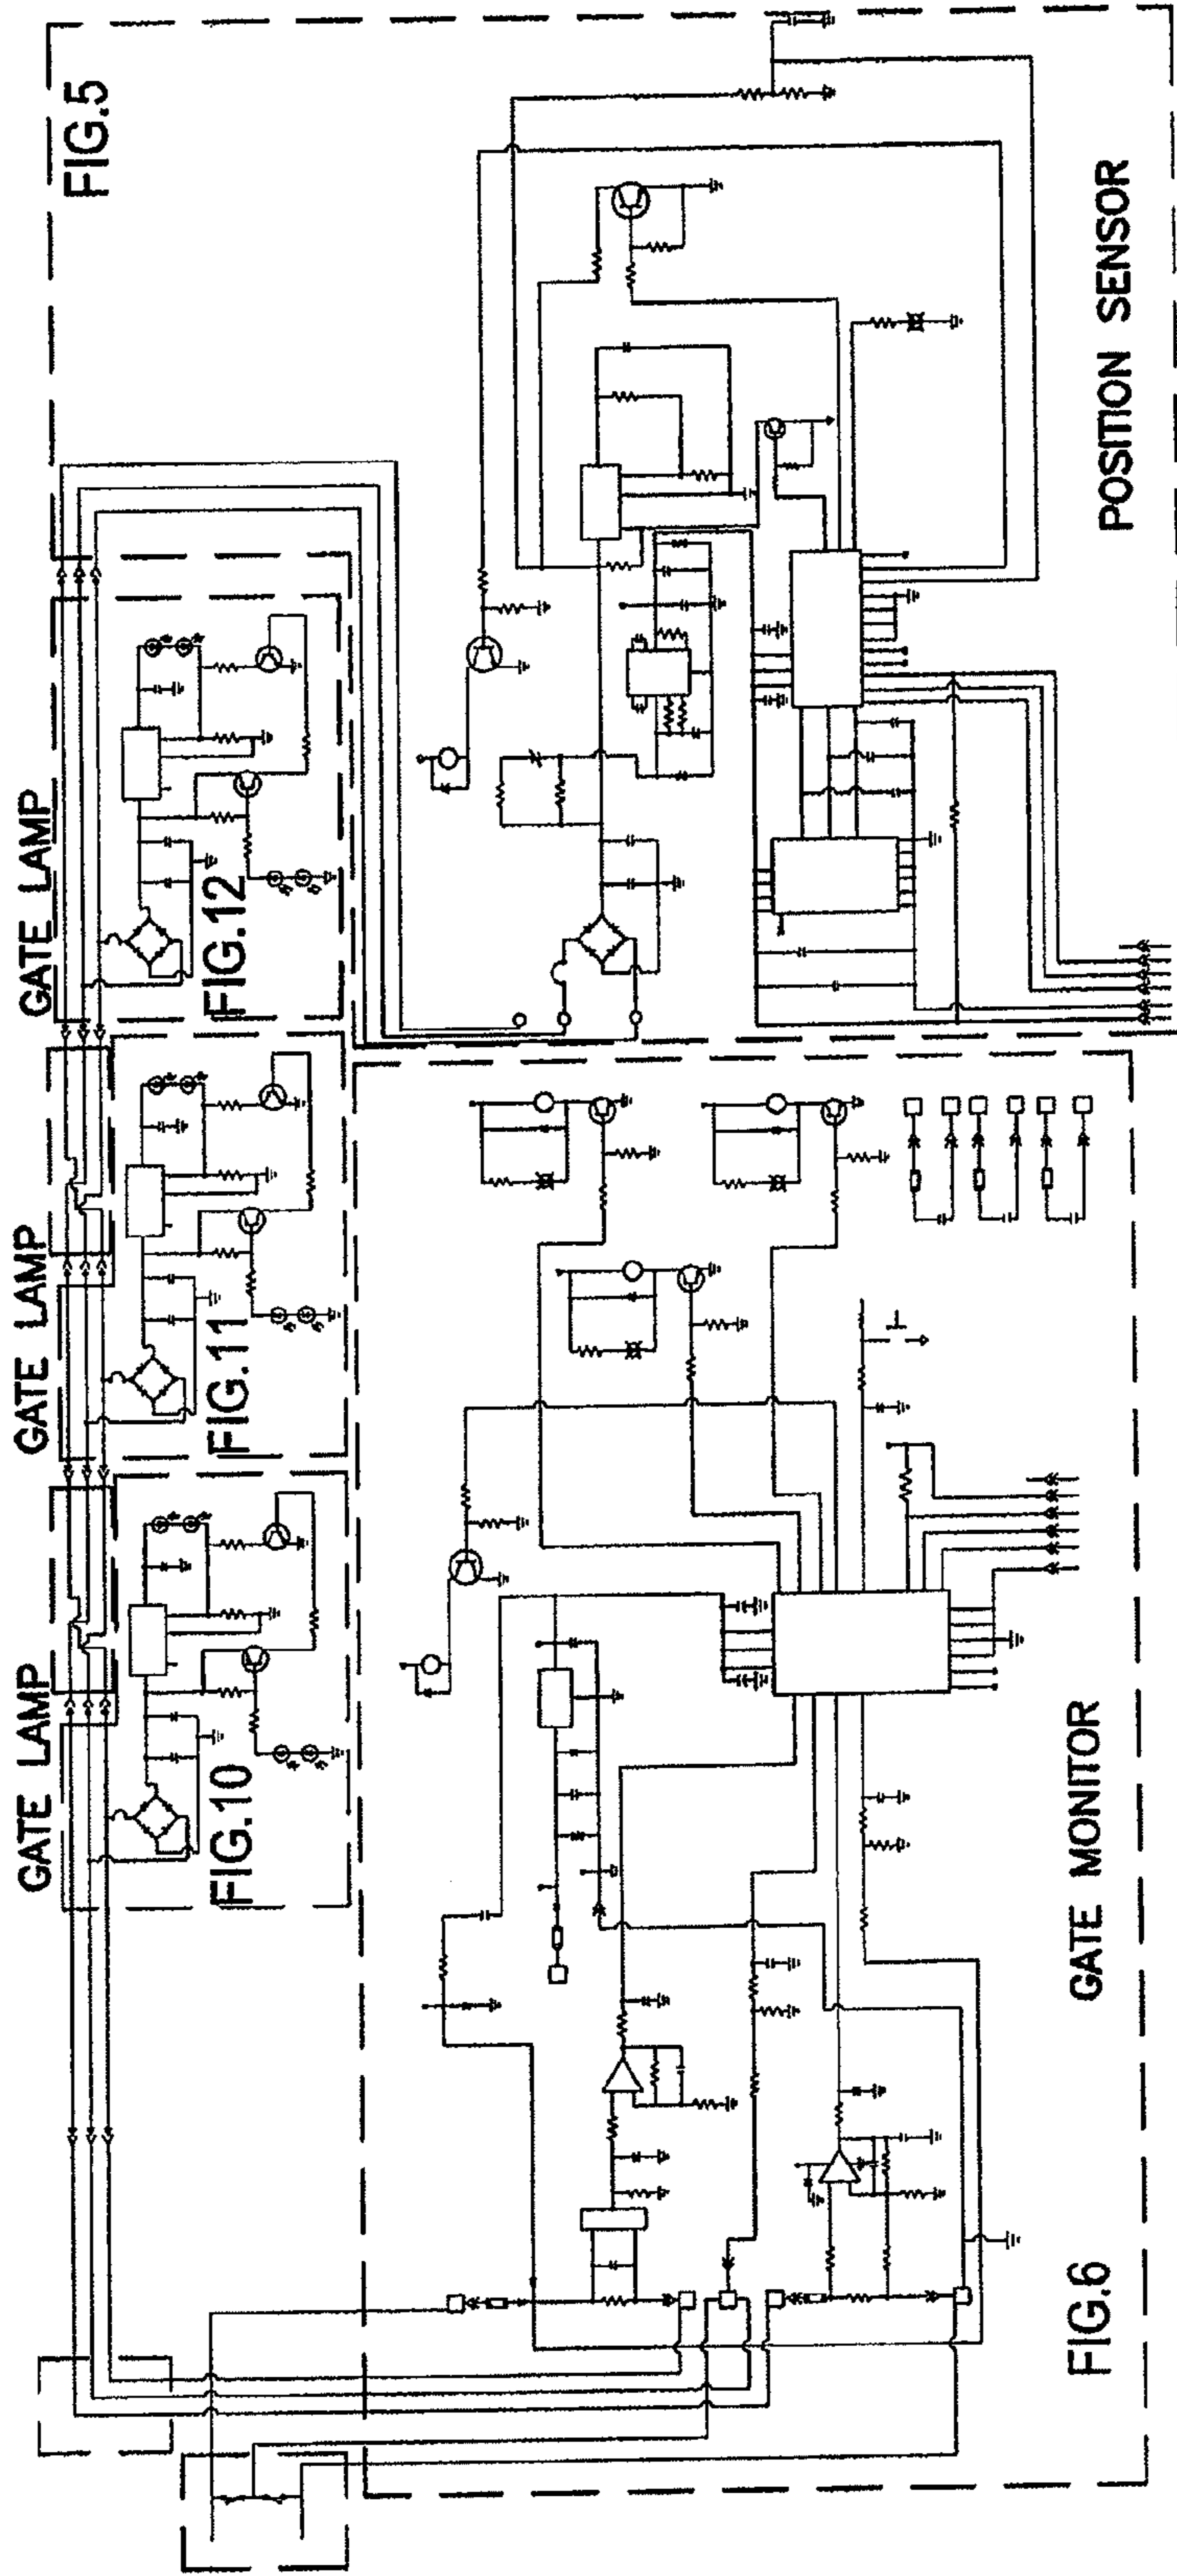 GATE LAMP
FIG.10
GATE LAMP
FIG.11
GATE LAMP
FIG.12
FIG.5
POSITION SENSOR
GATE MONITOR
FIG.6